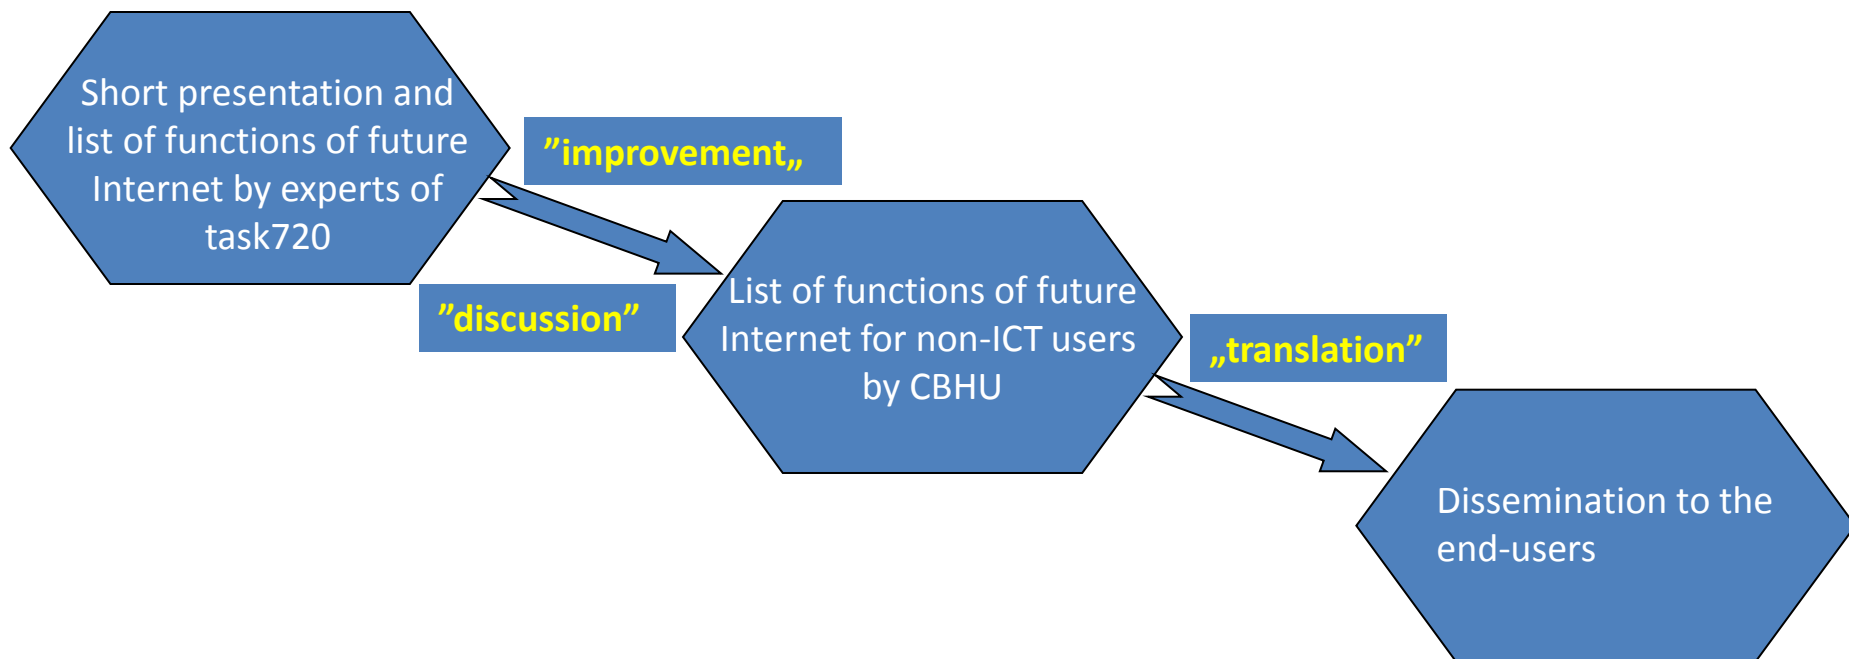 Short presentation and
list of functions of future
Internet by experts of
task720
”improvement„
”discussion”
List of functions of future
Internet for non-ICT users
by CBHU
„translation”
Dissemination to the
end-users